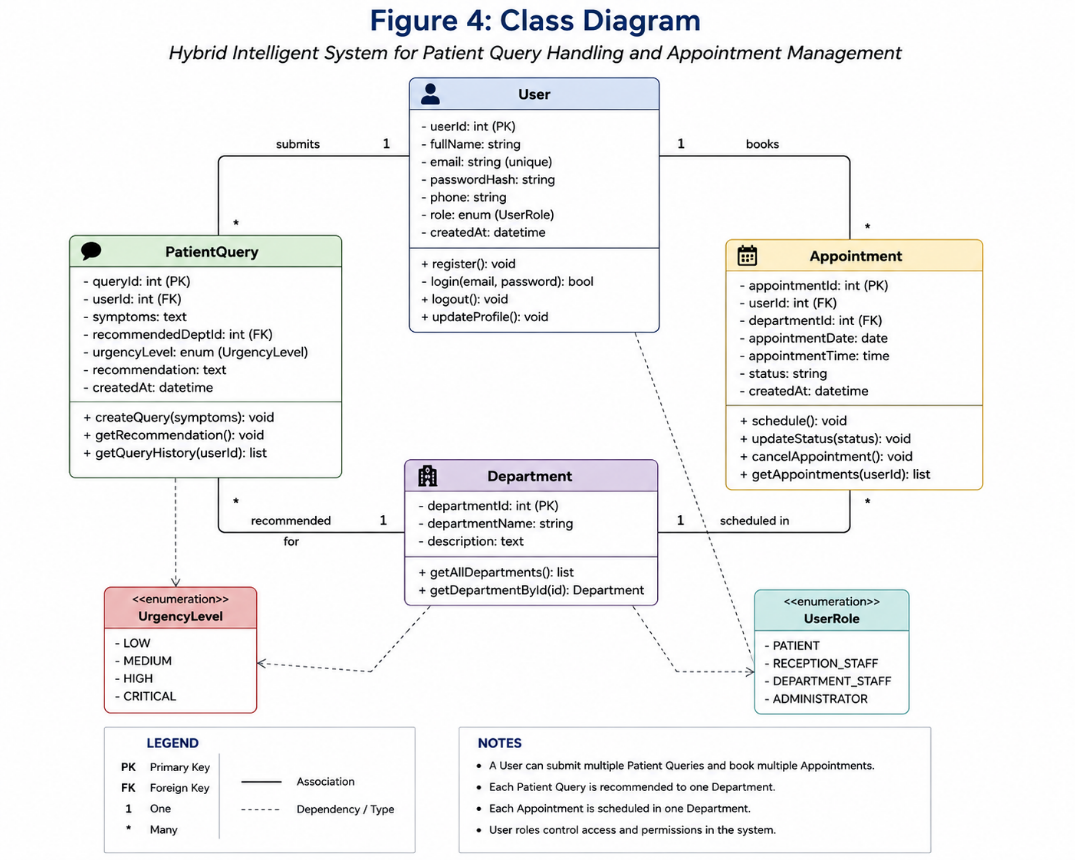 Figure 4: Class Diagram
Hybrid Intelligent System for Patient Query Handling and Appointment Management
User
- userId: int (PK)
- fullName: string
- email: string (unique)
- passwordHash: string
- phone: string
- role: enum (UserRole)
- createdAt: datetime
+ register(): void
- login(email, password): bool
+ logout(): void
+ updateProfile(): void
submits
1
*
1
books
*
PatientQuery
- queryId: int (PK)
- userId: int (FK)
- symptoms: text
- recommendedDeptId: int (FK)
- urgencyLevel: enum (UrgencyLevel)
- recommendation: text
- createdAt: datetime
+ createQuery(symptoms): void
+ getRecommendation(): void
+ getQueryHistory(userId): list
Appointment
- appointmentId: int (PK)
- userId: int (FK)
- departmentId: int (FK)
- appointmentDate: date
- appointmentTime: time
- status: string
- createdAt: datetime
+ schedule(): void
+ updateStatus(status): void
+ cancelAppointment(): void
+ getAppointments(userId): list
Department
- departmentId: int (PK)
- departmentName: string
- description: text
+ getAllDepartments(): list
+ getDepartmentById(id): Department
*
recommended
for
1
1
scheduled in
*
<<enumeration>>
UrgencyLevel
- LOW
- MEDIUM
- HIGH
- CRITICAL
<<enumeration>>
UserRole
- PATIENT
- RECEPTION_STAFF
- DEPARTMENT_STAFF
- ADMINISTRATOR
LEGEND
PK Primary Key
FK Foreign Key
1 One
* Many
Association
Dependency / Type
NOTES
• A User can submit multiple Patient Queries and book multiple Appointments.
• Each Patient Query is recommended to one Department.
• Each Appointment is scheduled in one Department.
• User roles control access and permissions in the system.